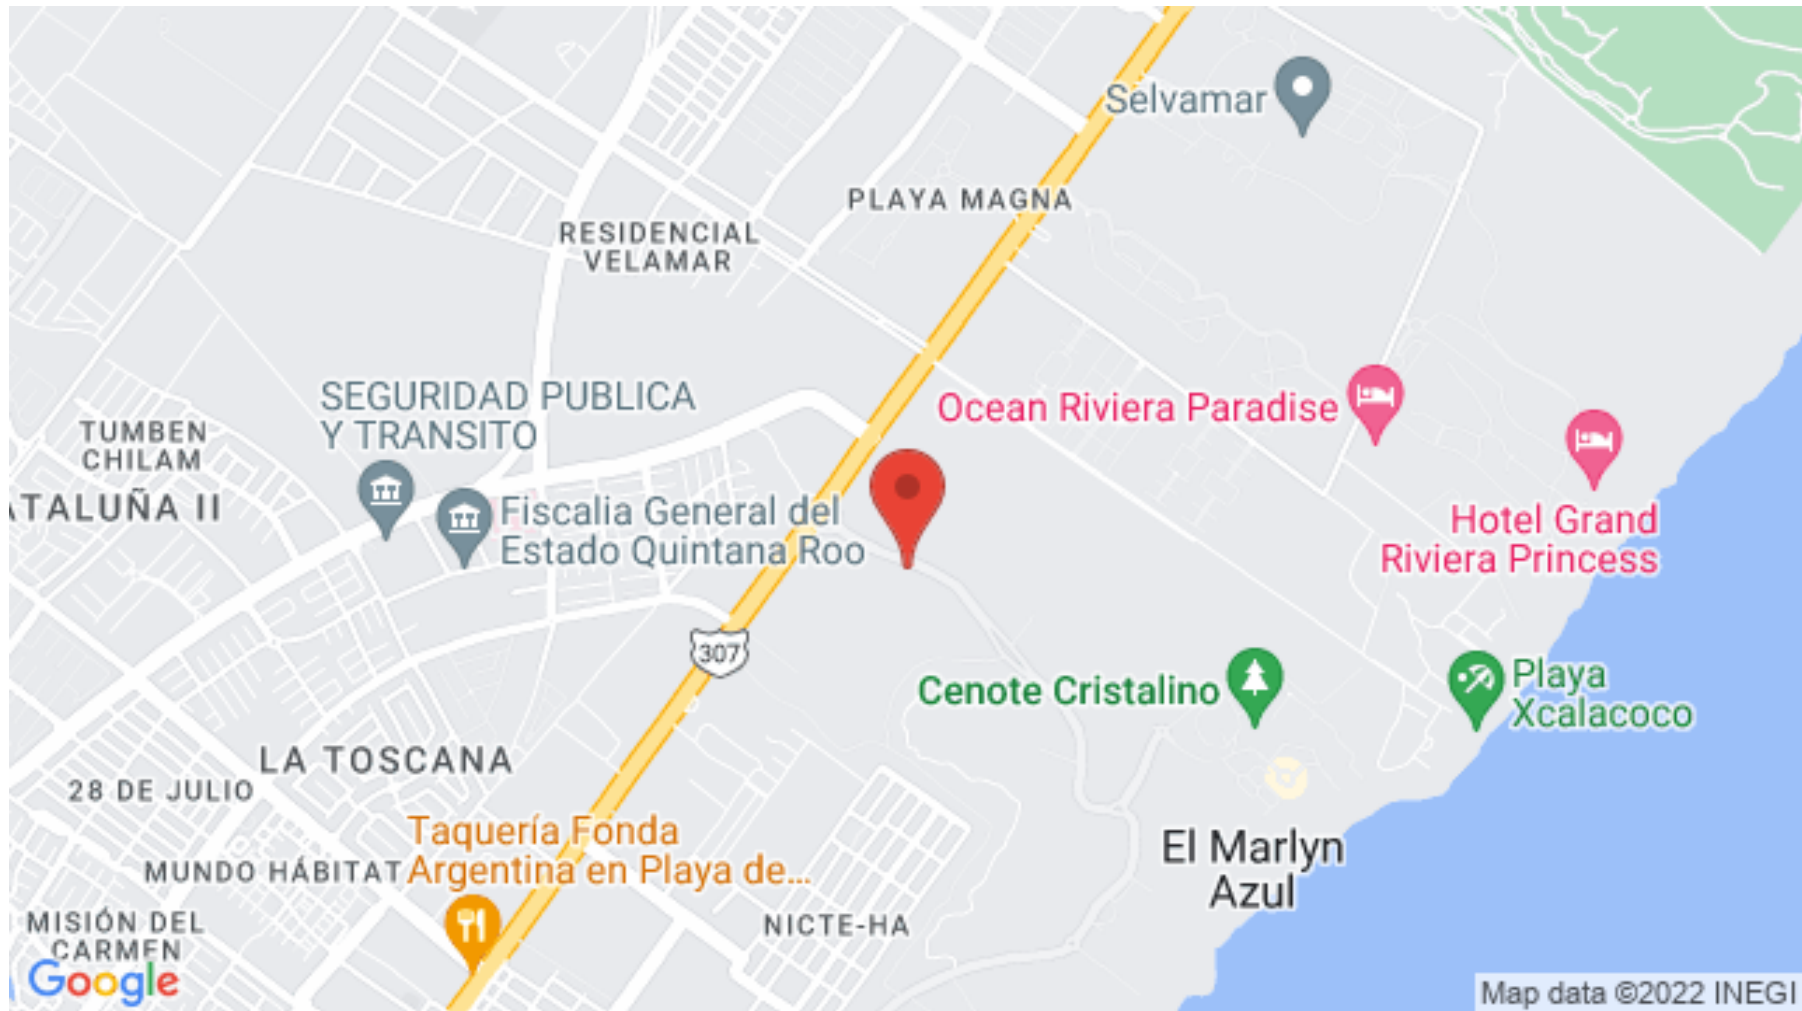 Selvamar
PLAYA MAGNA
RESIDENCIAL
VELAMAR
SEGURIDAD PUBLICA
Y TRANSITO
Ocean Riviera Paradise
TUMBEN
CHILAM
ATALUÑA II
Fiscalia General del
Estado Quintana Roo
Hotel Grand
Riviera Princess
307
Cenote Cristalino
Playa
Xcalacoco
LA TOSCANA
28 DE JULIO
Taquería Fonda
Argentina en Playa de...
MUNDO HÁBITAT
El Marlyn
Azul
NICTE-HA
MISIÓN DEL
CARMEN
Google
Map data ©2022 INEGI